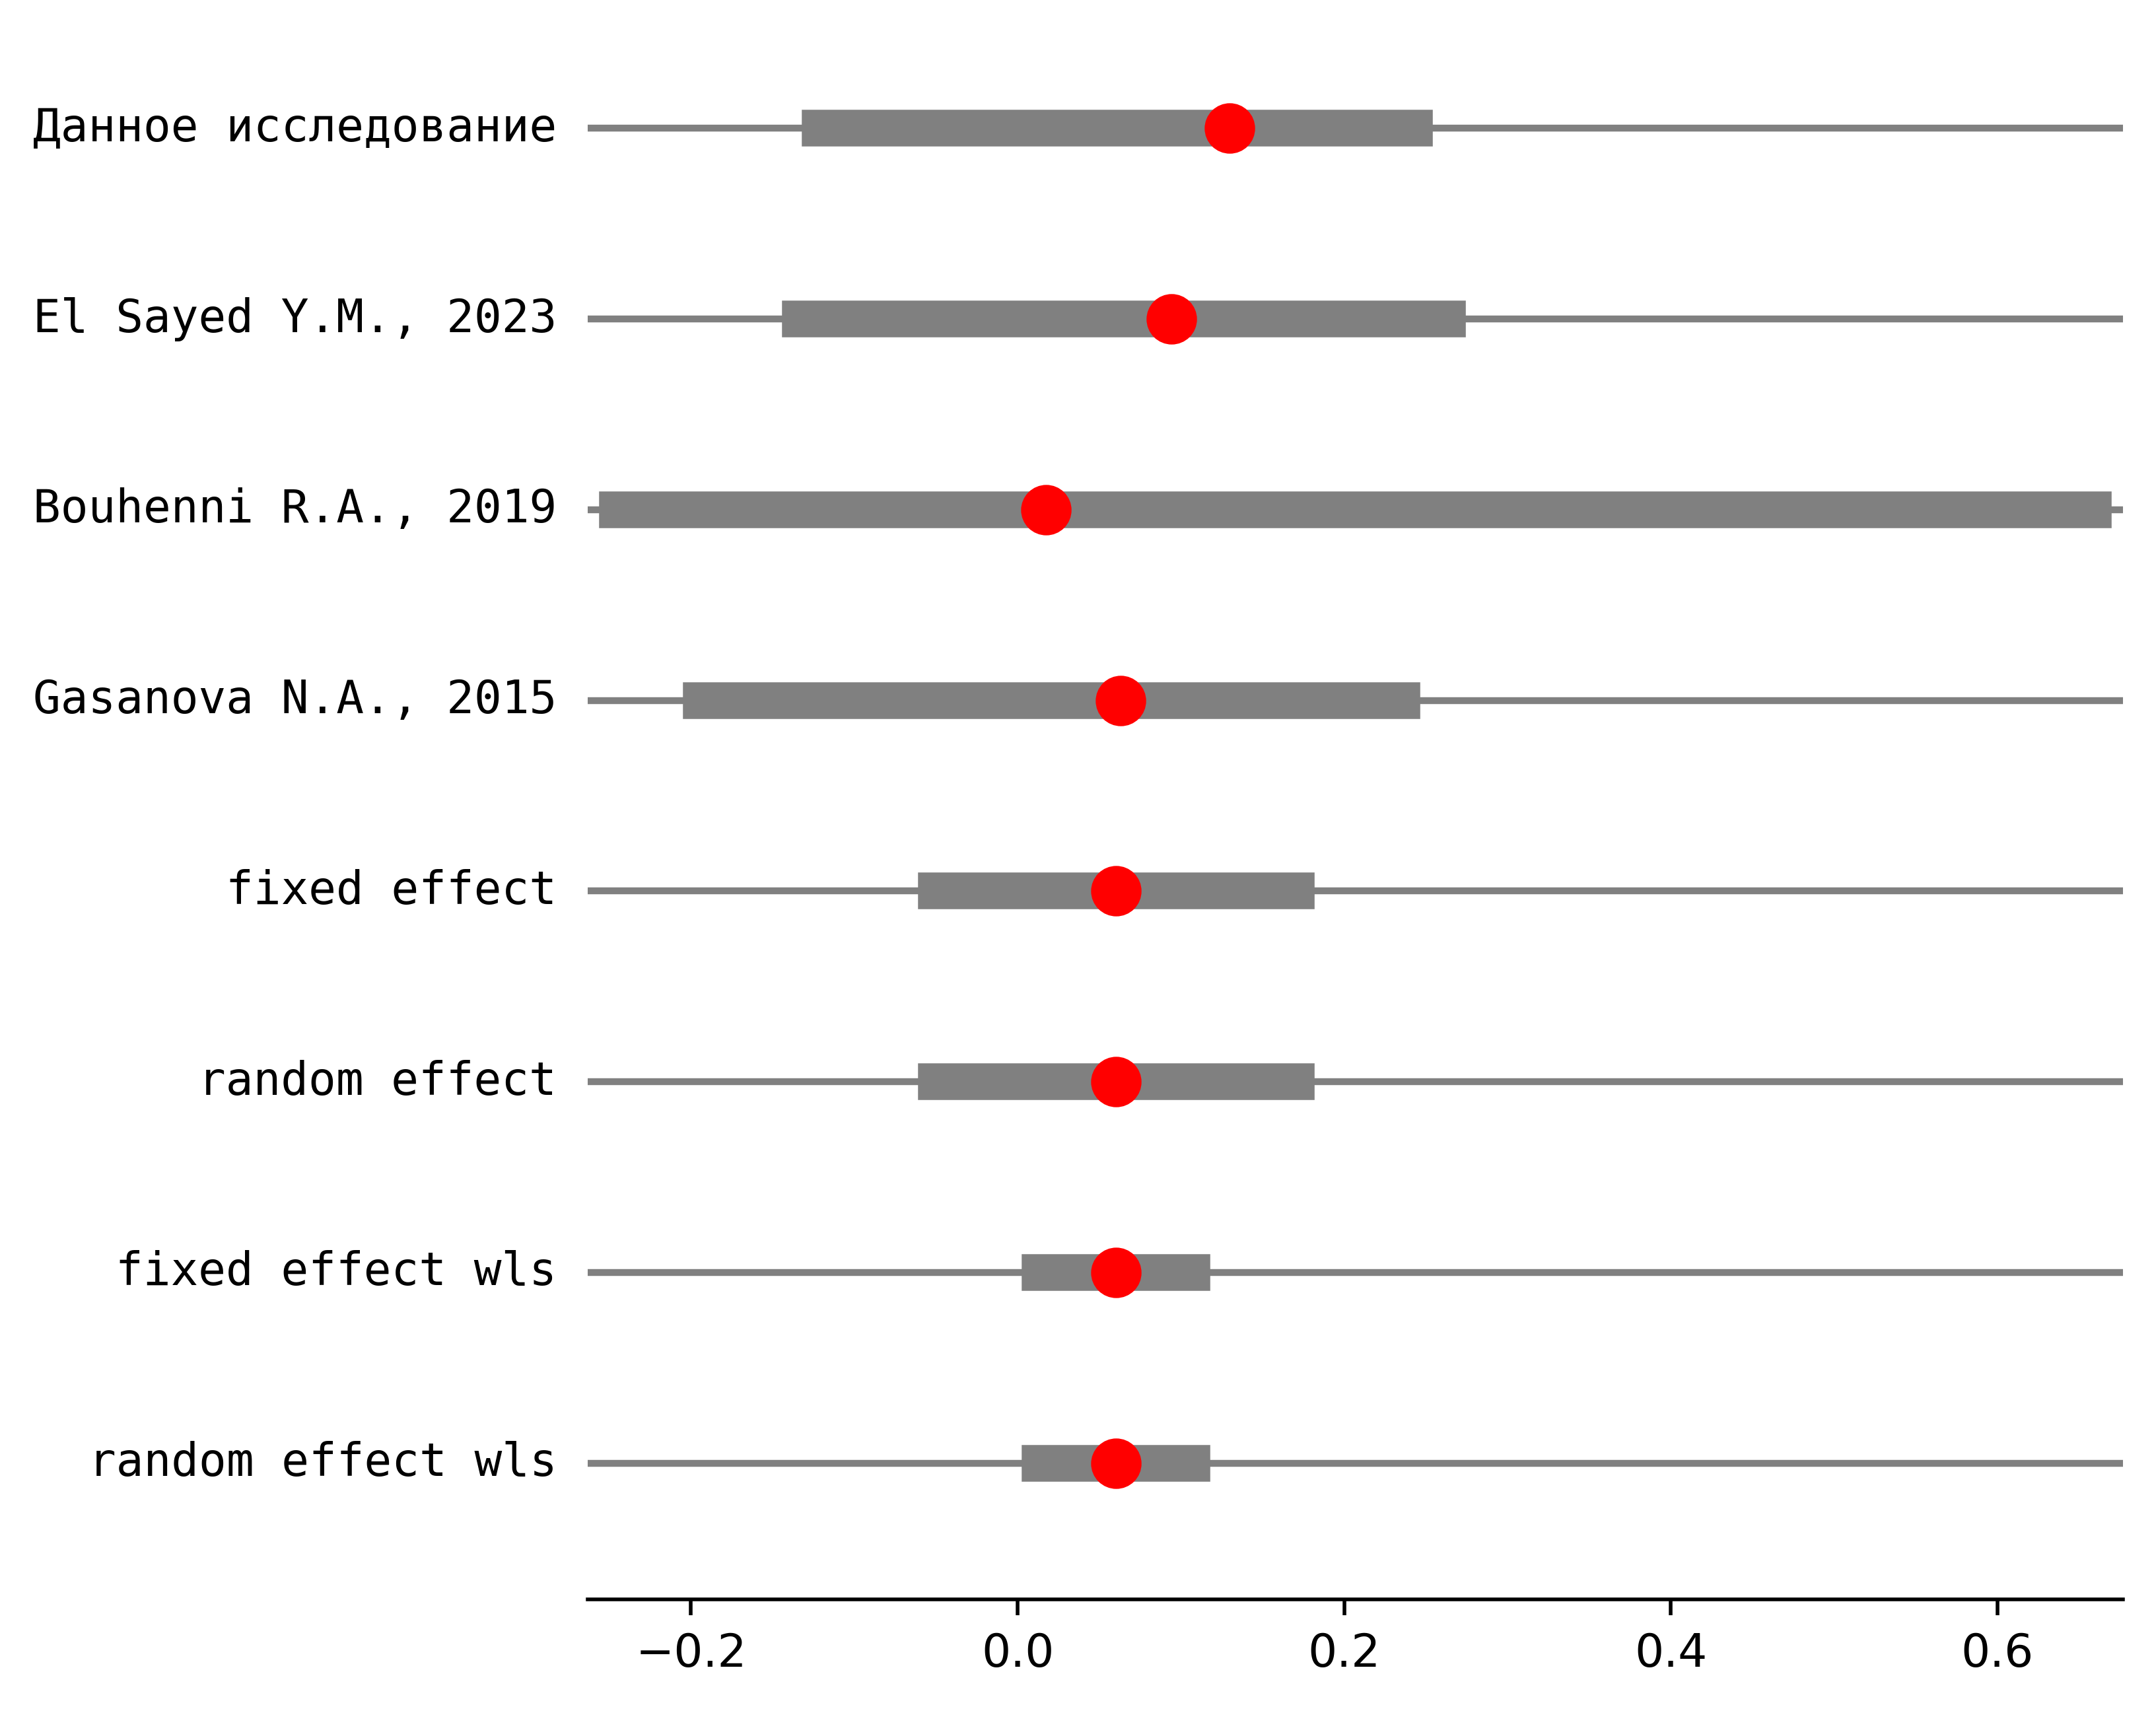 Данное исследование
El Sayed Y.M., 2023
Bouhenni R.A., 2019
Gasanova N.A., 2015
fixed effect
random effect
fixed effect wls
random effect wls
−0.2 0.0 0.2 0.4 0.6